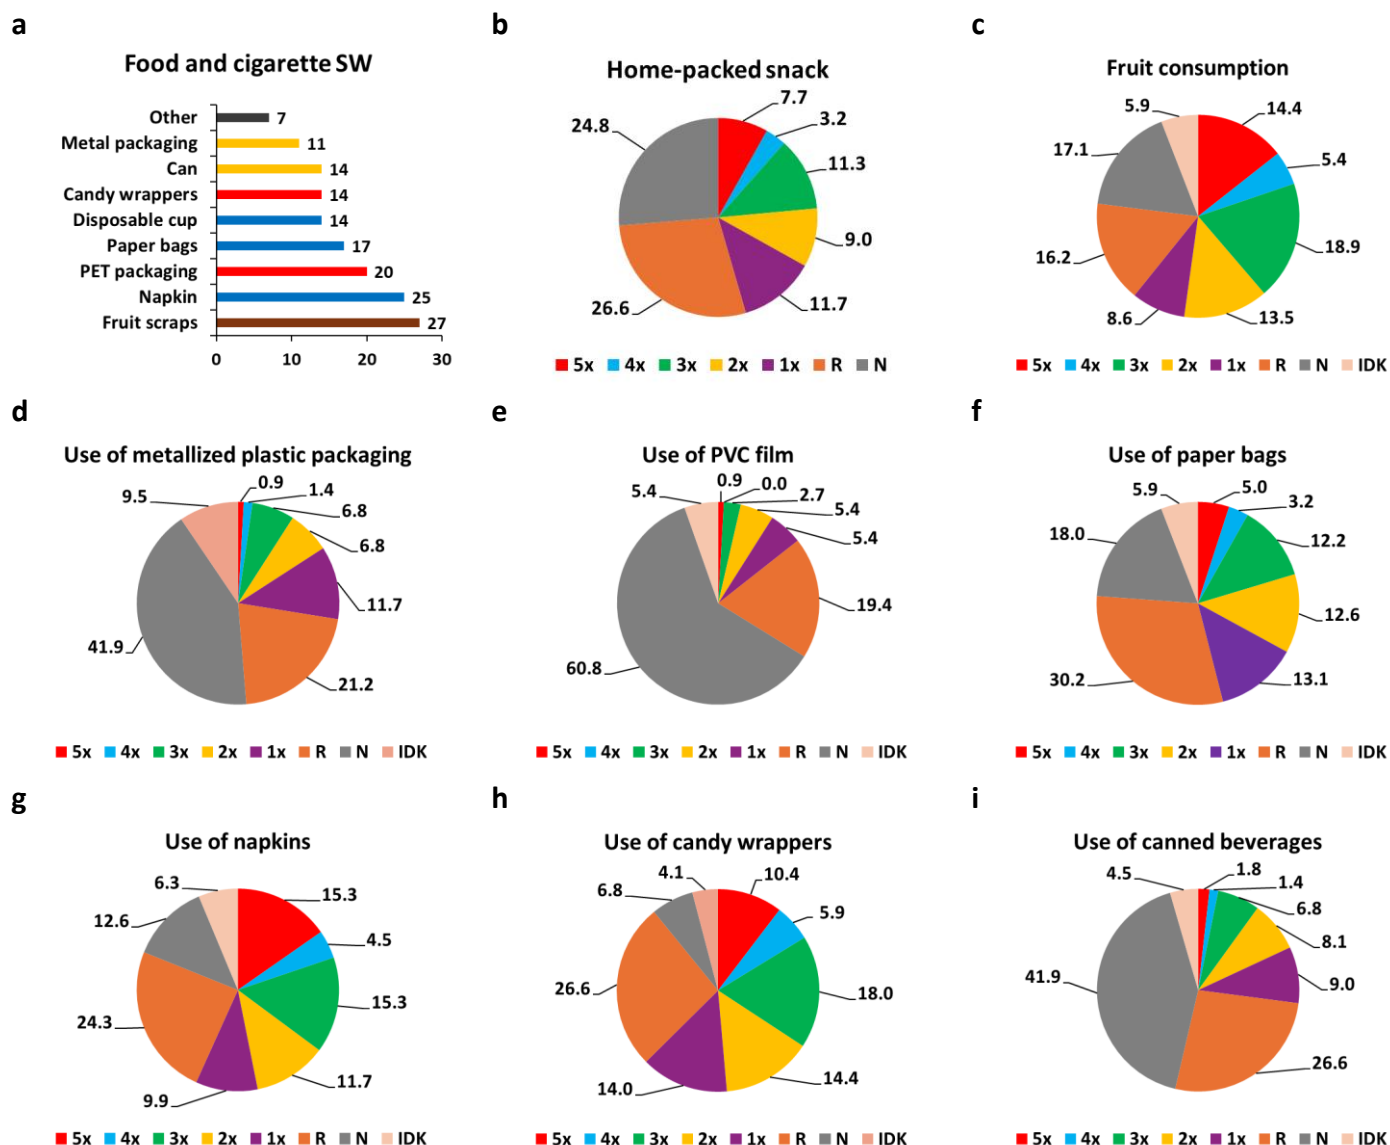 a
Food and cigarette SW
Other 7
Metal packaging 11
Can 14
Candy wrappers 14
Disposable cup 14
Paper bags 17
PET packaging 20
Napkin 25
Fruit scraps 27
0 10 20 30
b
Home-packed snack
7.7
3.2
11.3
9.0
11.7
26.6
24.8
5x 4x 3x 2x 1x R N
c
Fruit consumption
14.4
5.4
18.9
13.5
8.6
16.2
17.1
5.9
5x 4x 3x 2x 1x R N IDK
d
Use of metallized plastic packaging
0.9
1.4
6.8
6.8
11.7
21.2
41.9
9.5
5x 4x 3x 2x 1x R N IDK
e
Use of PVC film
0.9
0.0
2.7
5.4
5.4
19.4
60.8
5.4
5x 4x 3x 2x 1x R N IDK
f
Use of paper bags
5.0
3.2
12.2
12.6
13.1
30.2
18.0
5.9
5x 4x 3x 2x 1x R N IDK
g
Use of napkins
15.3
4.5
15.3
11.7
9.9
24.3
12.6
6.3
5x 4x 3x 2x 1x R N IDK
h
Use of candy wrappers
10.4
5.9
18.0
14.4
14.0
26.6
6.8
4.1
5x 4x 3x 2x 1x R N IDK
i
Use of canned beverages
1.8
1.4
6.8
8.1
9.0
26.6
41.9
4.5
5x 4x 3x 2x 1x R N IDK